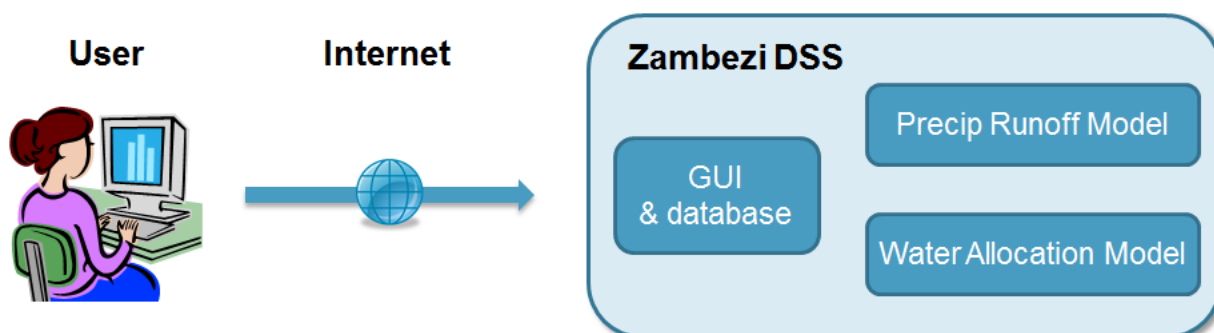 User
Internet
Zambezi DSS
GUI
& database
Precip Runoff Model
Water Allocation Model